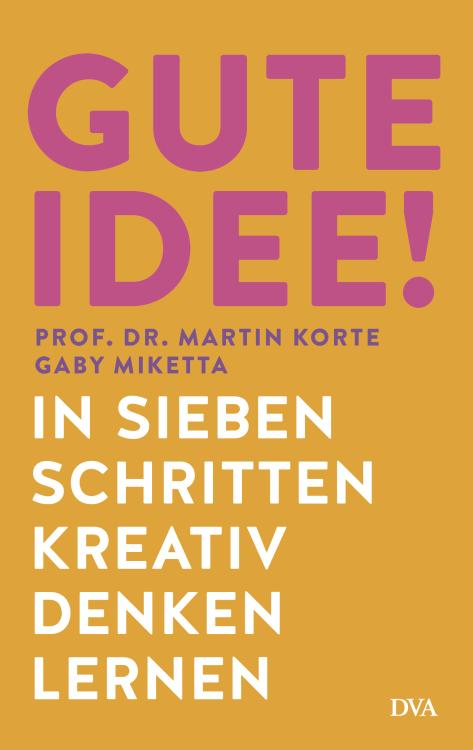 GUTE
IDEE!
PROF. DR. MARTIN KORTE
GABY MIKETTA
IN SIEBEN
SCHRITTEN
KREATIV
DENKEN
LERNEN
DVA